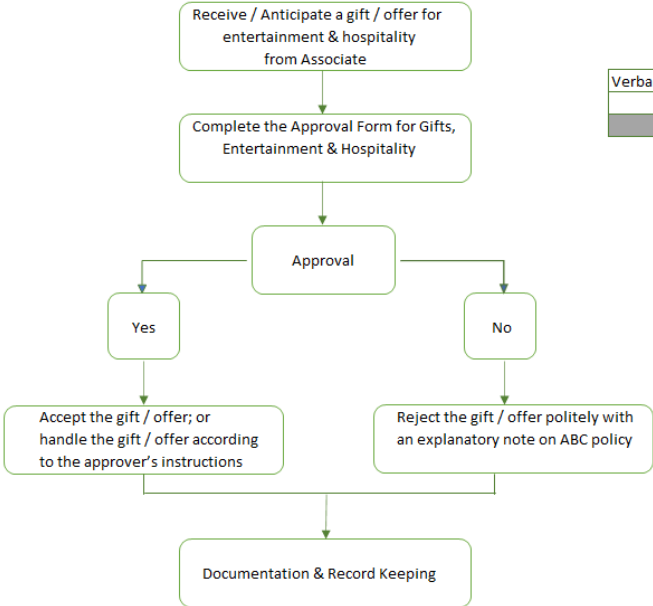 Receive / Anticipate a gift / offer for
entertainment & hospitality
from Associate
Verba
Complete the Approval Form for Gifts,
Entertainment & Hospitality
Approval
Yes
No
Accept the gift / offer; or
handle the gift / offer according
to the approver’s instructions
Reject the gift / offer politely with
an explanatory note on ABC policy
Documentation & Record Keeping